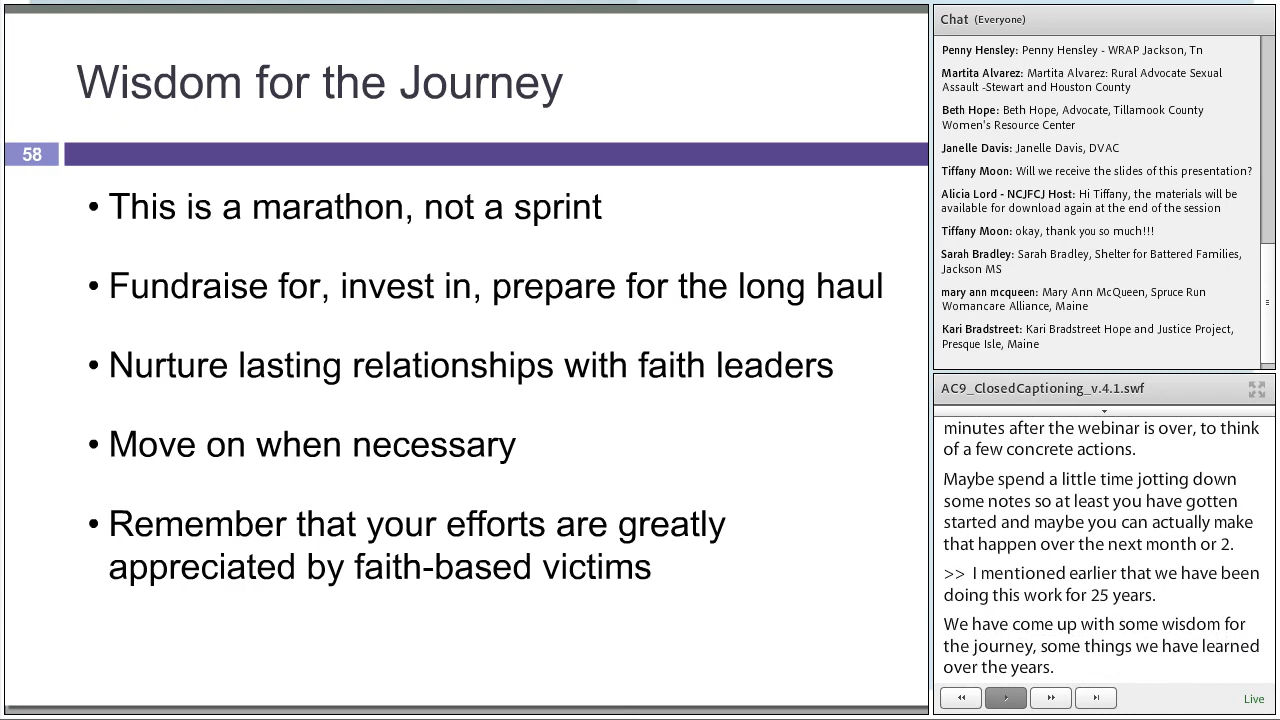 Wisdom for the Journey
58
• This is a marathon, not a sprint
• Fundraise for, invest in, prepare for the long haul
• Nurture lasting relationships with faith leaders
• Move on when necessary
• Remember that your efforts are greatly
appreciated by faith-based victims
Chat (Everyone)
Penny Hensley: Penny Hensley - WRAP Jackson, Tn
Martita Alvarez: Martita Alvarez: Rural Advocate Sexual
Assault -Stewart and Houston County
Beth Hope: Beth Hope, Advocate, Tillamook County
Women's Resource Center
Janelle Davis: Janelle Davis, DVAC
Tiffany Moon: Will we receive the slides of this presentation?
Alicia Lord - NCJFCJ Host: Hi Tiffany, the materials will be
available for download again at the end of the session
Tiffany Moon: okay, thank you so much!!!
Sarah Bradley: Sarah Bradley, Shelter for Battered Families,
Jackson MS
mary ann mcqueen: Mary Ann McQueen, Spruce Run
Womancare Alliance, Maine
Kari Bradstreet: Kari Bradstreet Hope and Justice Project,
Presque Isle, Maine
AC9_ClosedCaptioning_v.4.1.swf
minutes after the webinar is over, to think
of a few concrete actions.
Maybe spend a little time jotting down
some notes so at least you have gotten
started and maybe you can actually make
that happen over the next month or 2.
>> I mentioned earlier that we have been
doing this work for 25 years.
We have come up with some wisdom for
the journey, some things we have learned
over the years.
Live